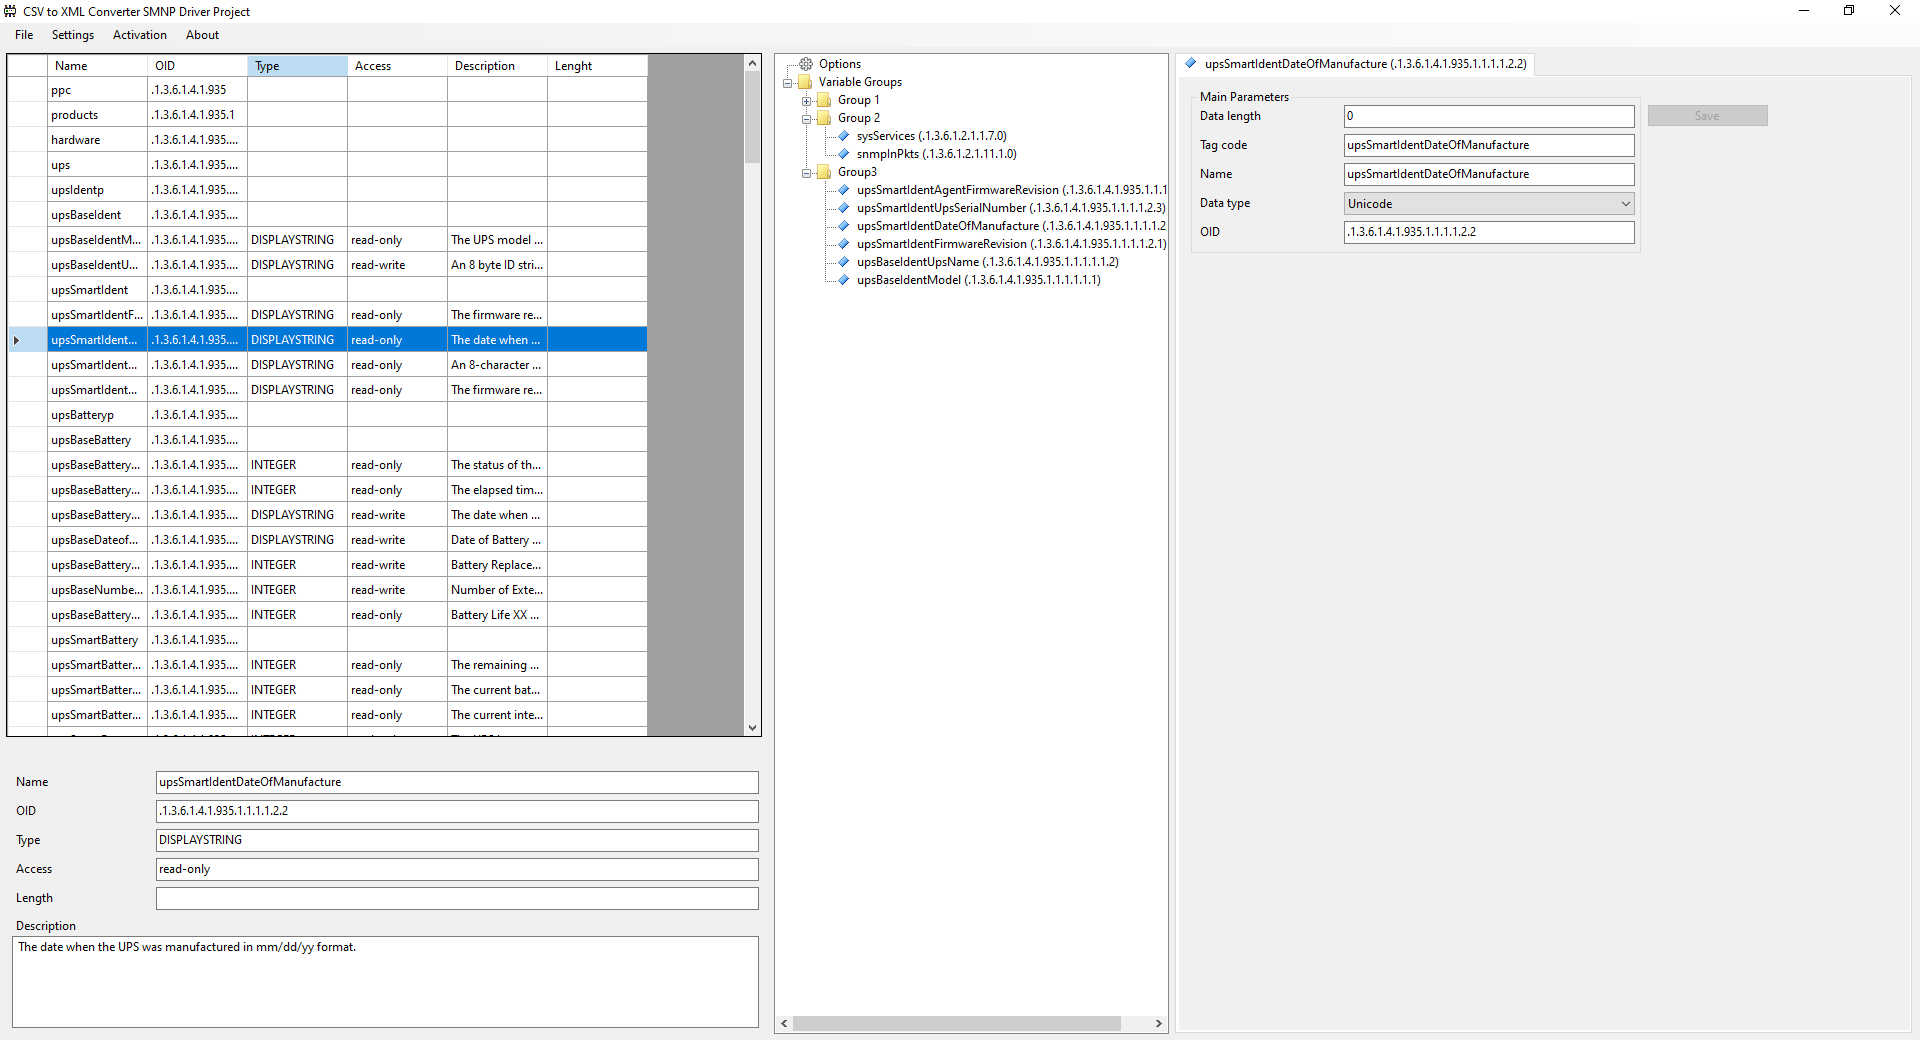 CSV to XML Converter SMNP Driver Project
File Settings Activation About
Name OID Type Access Description Lenght
ppc .1.3.6.1.4.1.935
products .1.3.6.1.4.1.935.1
hardware .1.3.6.1.4.1.935....
ups .1.3.6.1.4.1.935....
upsIdentp .1.3.6.1.4.1.935....
upsBaseIdent .1.3.6.1.4.1.935....
upsBaseIdentM... .1.3.6.1.4.1.935.... DISPLAYSTRING read-only The UPS model ...
upsBaseIdentU... .1.3.6.1.4.1.935.... DISPLAYSTRING read-write An 8 byte ID stri...
upsSmartIdent .1.3.6.1.4.1.935....
upsSmartIdentF... .1.3.6.1.4.1.935.... DISPLAYSTRING read-only The firmware re...
upsSmartIdent... .1.3.6.1.4.1.935.... DISPLAYSTRING read-only The date when ...
upsSmartIdent... .1.3.6.1.4.1.935.... DISPLAYSTRING read-only An 8-character ...
upsSmartIdent... .1.3.6.1.4.1.935.... DISPLAYSTRING read-only The firmware re...
upsBatteryp .1.3.6.1.4.1.935....
upsBaseBattery .1.3.6.1.4.1.935....
upsBaseBattery... .1.3.6.1.4.1.935.... INTEGER read-only The status of th...
upsBaseBattery... .1.3.6.1.4.1.935.... INTEGER read-only The elapsed tim...
upsBaseBattery... .1.3.6.1.4.1.935.... DISPLAYSTRING read-write The date when ...
upsBaseDateof... .1.3.6.1.4.1.935.... DISPLAYSTRING read-write Date of Battery ...
upsBaseBattery... .1.3.6.1.4.1.935.... INTEGER read-write Battery Replace...
upsBaseNumbe... .1.3.6.1.4.1.935.... INTEGER read-write Number of Exte...
upsBaseBattery... .1.3.6.1.4.1.935.... INTEGER read-only Battery Life XX ...
upsSmartBattery .1.3.6.1.4.1.935....
upsSmartBatter... .1.3.6.1.4.1.935.... INTEGER read-only The remaining ...
upsSmartBatter... .1.3.6.1.4.1.935.... INTEGER read-only The current bat...
upsSmartBatter... .1.3.6.1.4.1.935.... INTEGER read-only The current inte...
Name upsSmartIdentDateOfManufacture
OID .1.3.6.1.4.1.935.1.1.1.1.2.2
Type DISPLAYSTRING
Access read-only
Length
Description
The date when the UPS was manufactured in mm/dd/yy format.
Options
Variable Groups
Group 1
Group 2
sysServices (.1.3.6.1.2.1.1.7.0)
snmpInPkts (.1.3.6.1.2.1.11.1.0)
Group3
upsSmartIdentAgentFirmwareRevision (.1.3.6.1.4.1.935.1.1.1
upsSmartIdentUpsSerialNumber (.1.3.6.1.4.1.935.1.1.1.1.2.3)
upsSmartIdentDateOfManufacture (.1.3.6.1.4.1.935.1.1.1.1.2
upsSmartIdentFirmwareRevision (.1.3.6.1.4.1.935.1.1.1.1.2.1)
upsBaseIdentUpsName (.1.3.6.1.4.1.935.1.1.1.1.1.2)
upsBaseIdentModel (.1.3.6.1.4.1.935.1.1.1.1.1.1)
upsSmartIdentDateOfManufacture (.1.3.6.1.4.1.935.1.1.1.1.2.2)
Main Parameters
Data length 0 Save
Tag code upsSmartIdentDateOfManufacture
Name upsSmartIdentDateOfManufacture
Data type Unicode
OID .1.3.6.1.4.1.935.1.1.1.1.2.2